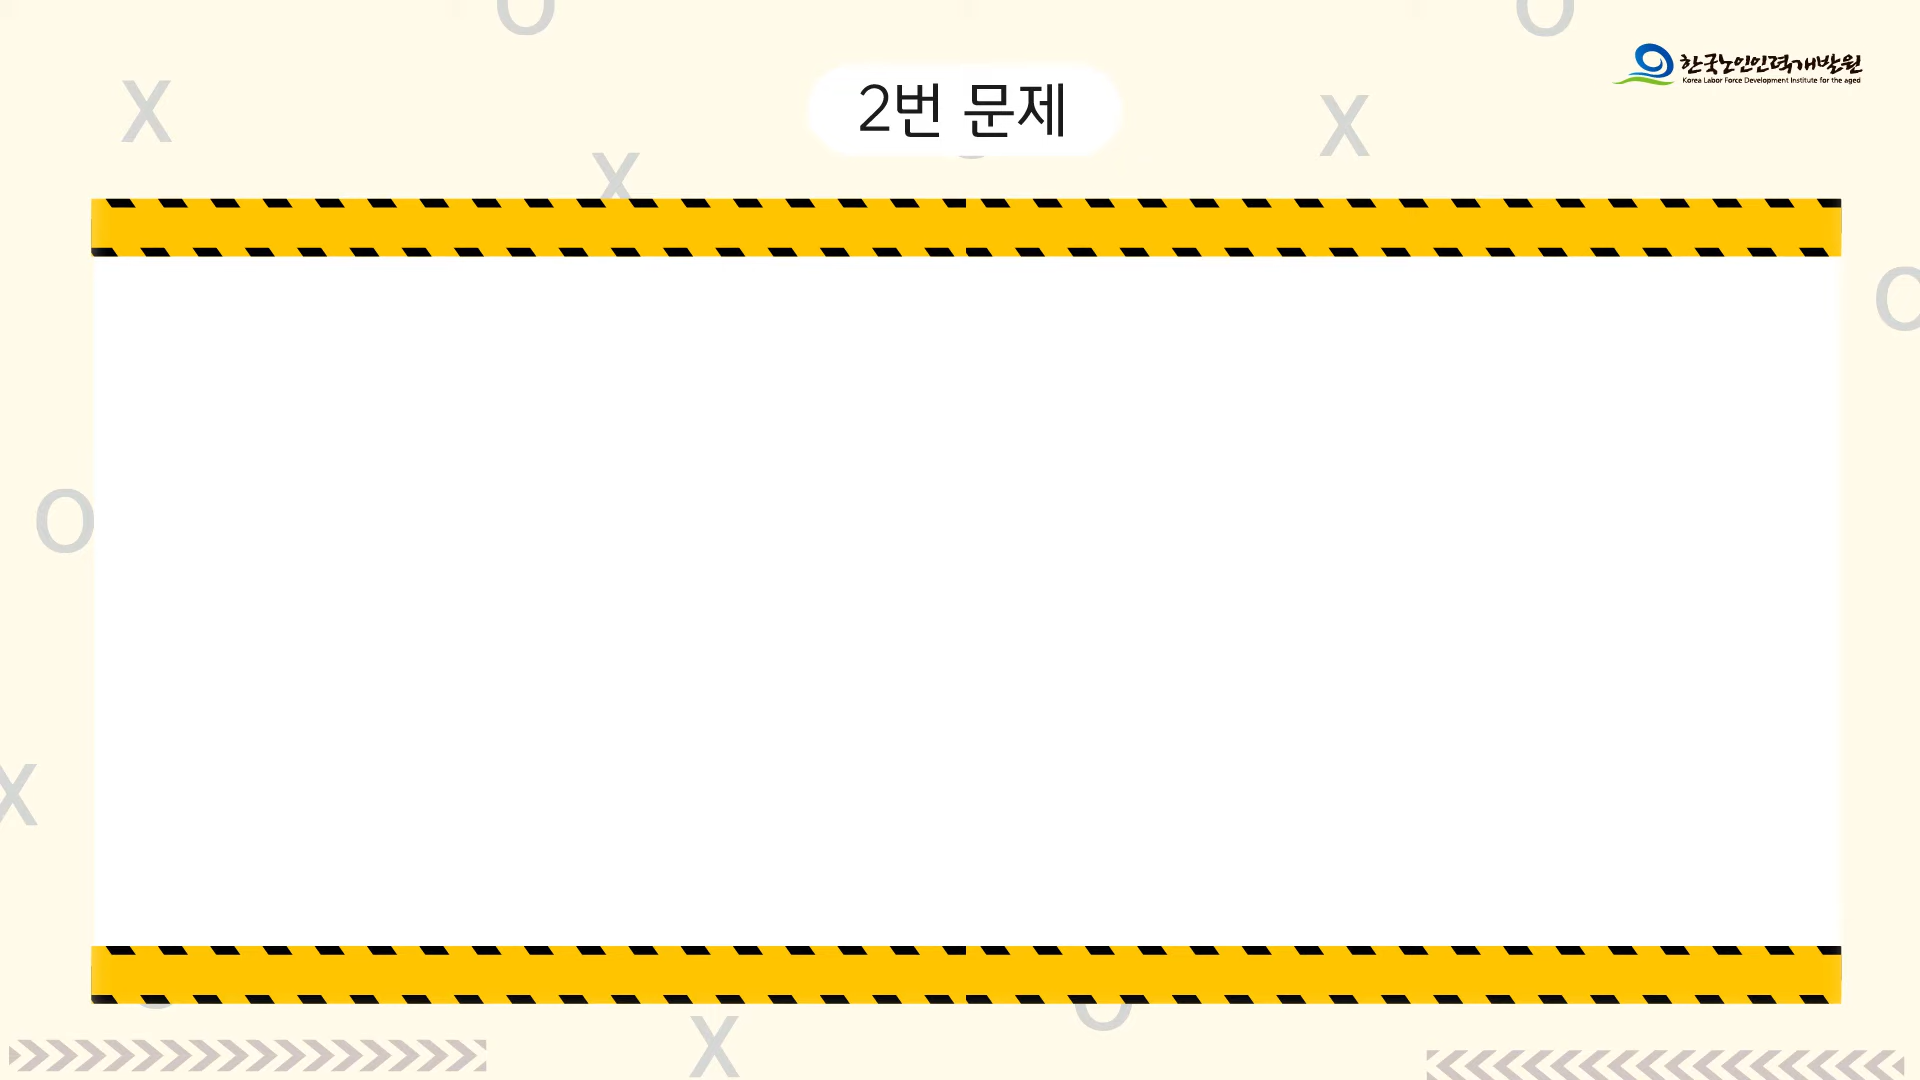 2번 문제
한국노인인력개발원
Korea Labor Force Development Institute for the aged
O
O
X
X
X
O
O
X
O
X